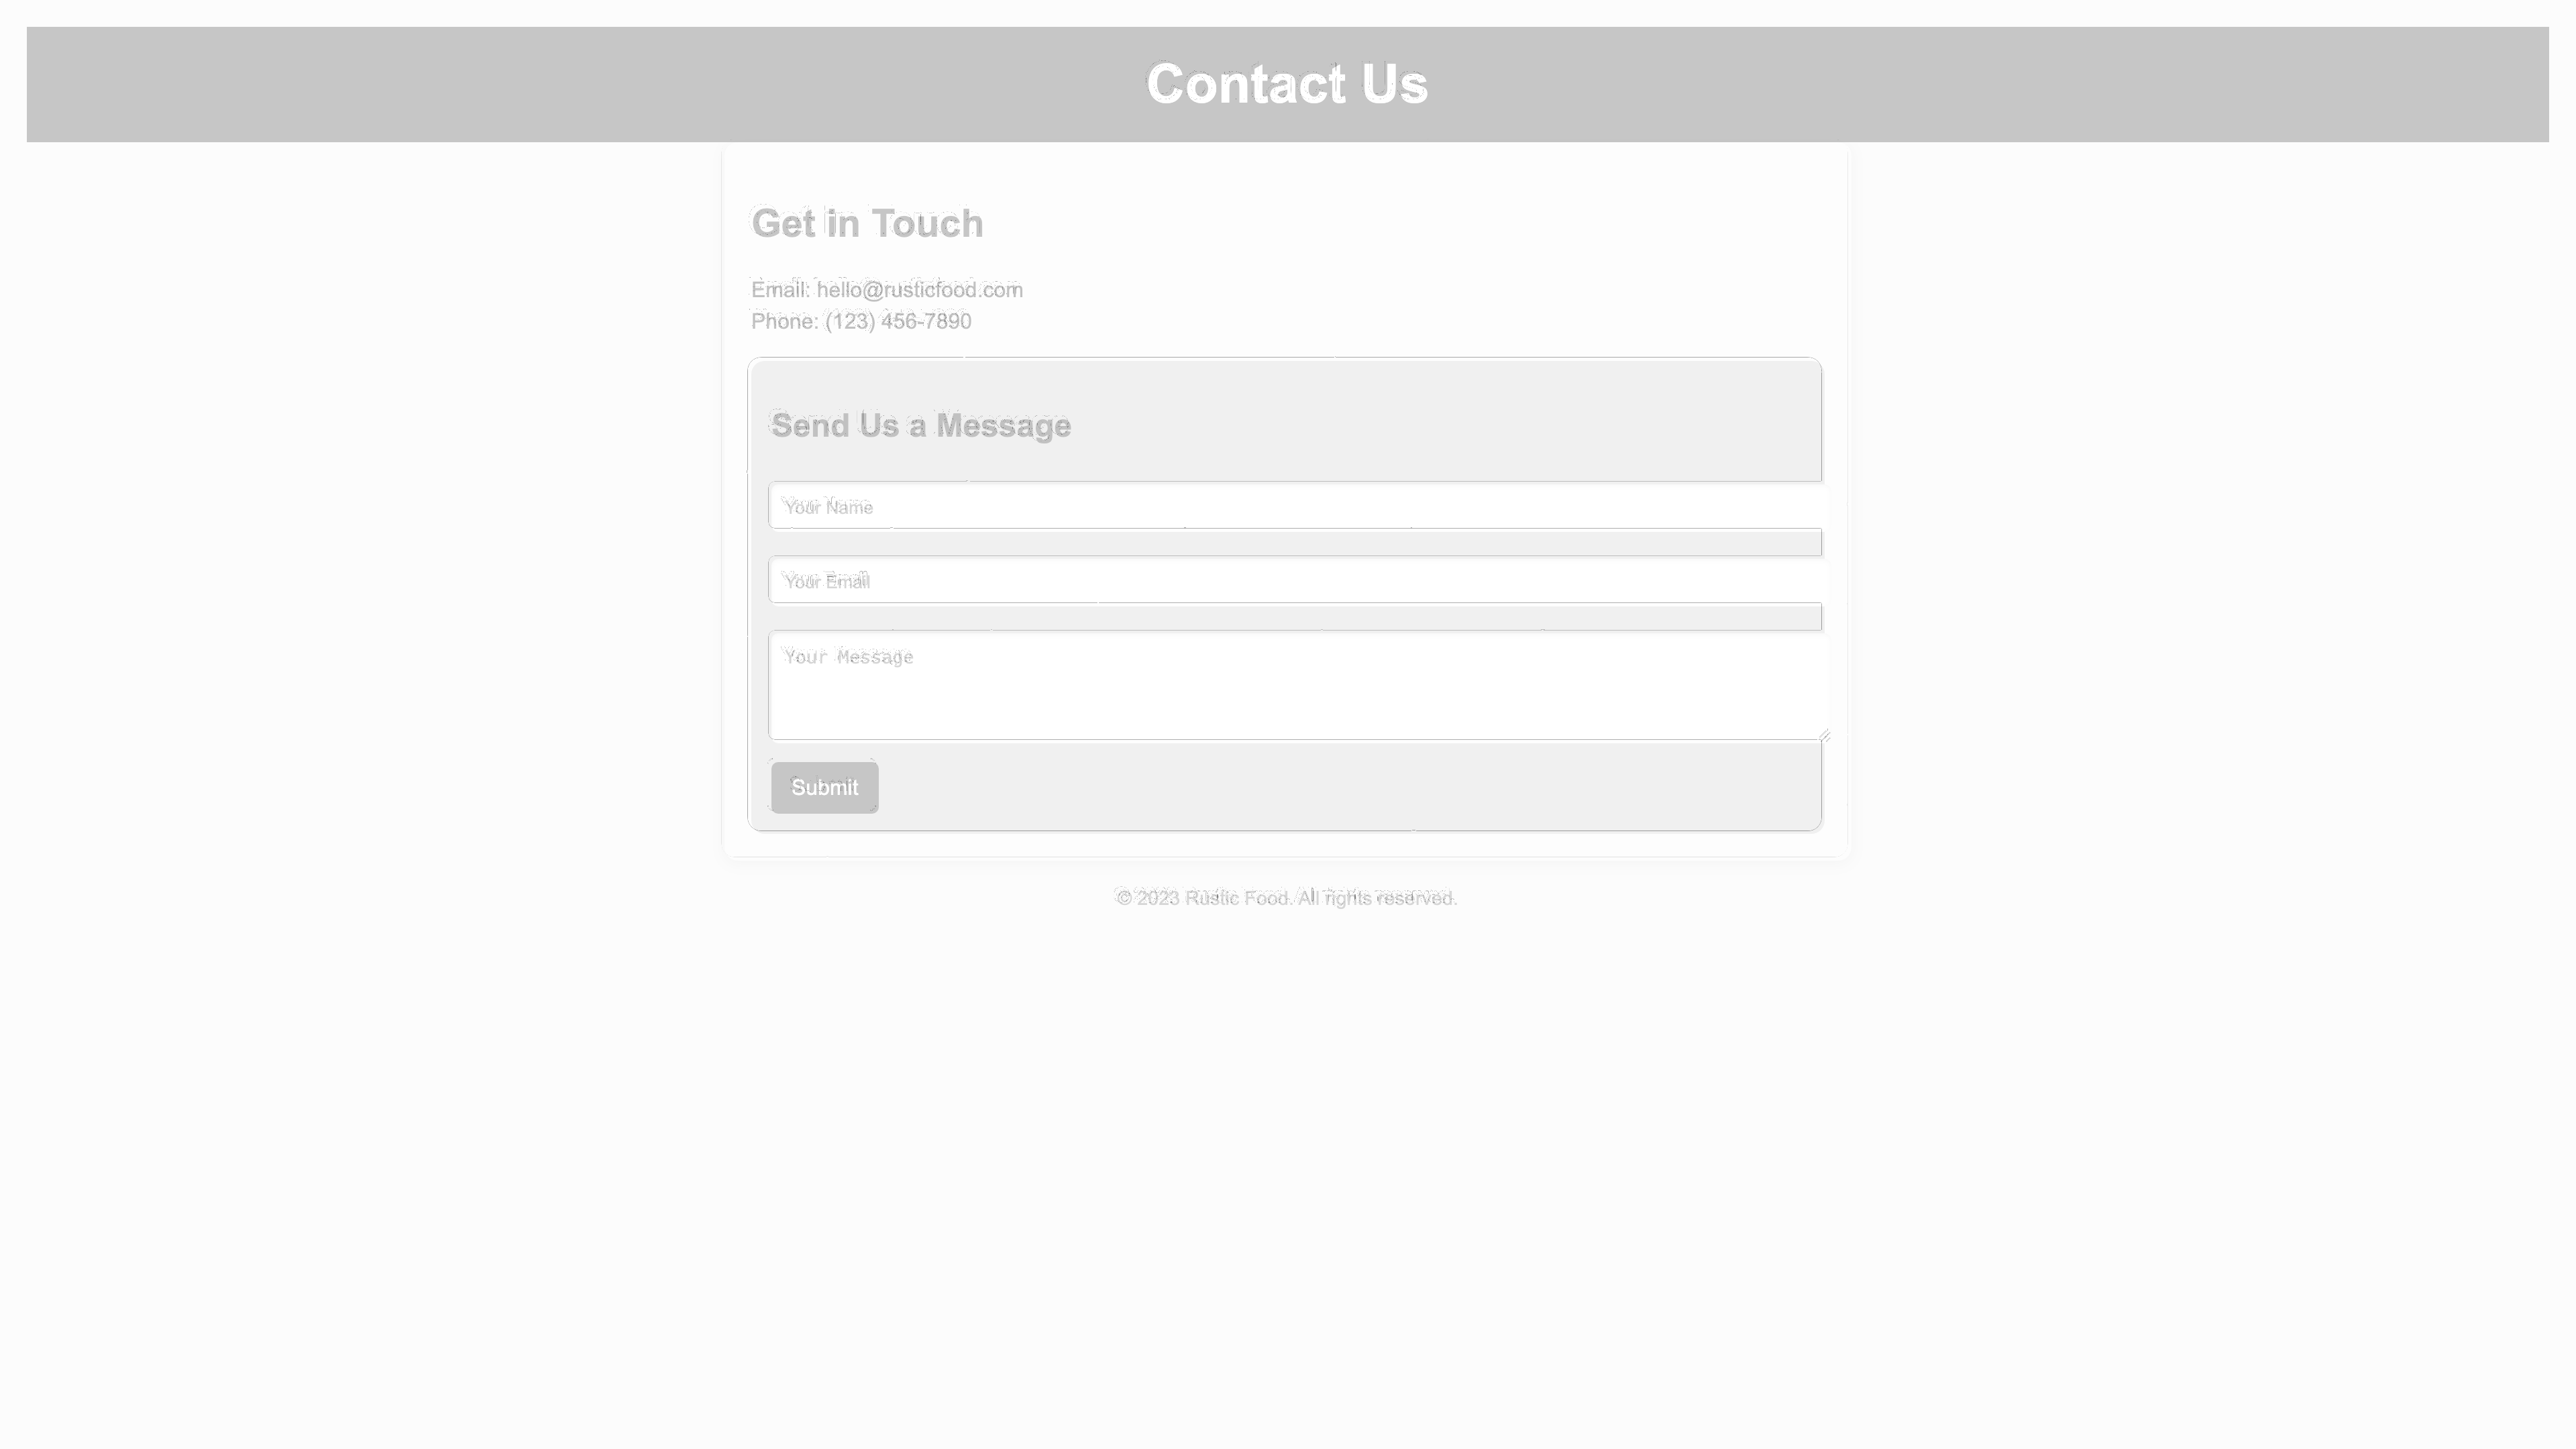 Contact Us
Get in Touch
Email: hello@rusticfood.com
Phone: (123) 456-7890
Send Us a Message
Your Name
Your Email
Your Message
Submit
© 2023 Rustic Food. All rights reserved.